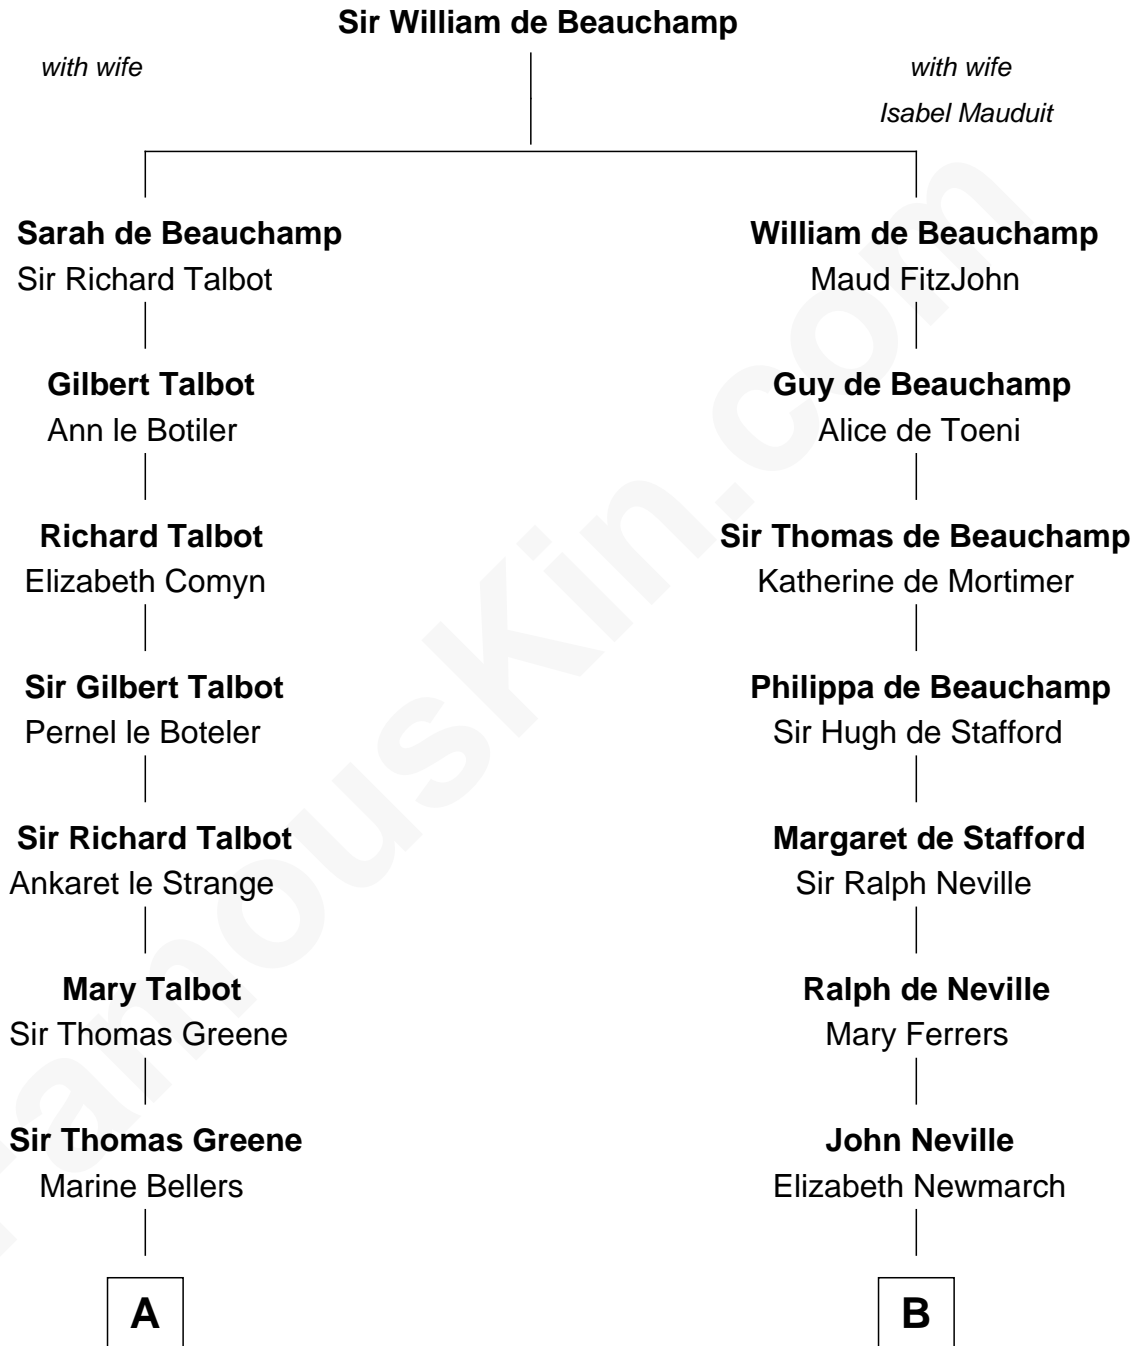 Sir William de Beauchamp
with wife
with wife
Isabel Mauduit
Sarah de Beauchamp
Sir Richard Talbot
William de Beauchamp
Maud FitzJohn
Gilbert Talbot
Ann le Botiler
Guy de Beauchamp
Alice de Toeni
Richard Talbot
Elizabeth Comyn
Sir Thomas de Beauchamp
Katherine de Mortimer
Sir Gilbert Talbot
Pernel le Boteler
Philippa de Beauchamp
Sir Hugh de Stafford
Sir Richard Talbot
Ankaret le Strange
Margaret de Stafford
Sir Ralph Neville
Mary Talbot
Sir Thomas Greene
Ralph de Neville
Mary Ferrers
Sir Thomas Greene
Marine Bellers
John Neville
Elizabeth Newmarch
A
B
FamousKin.com